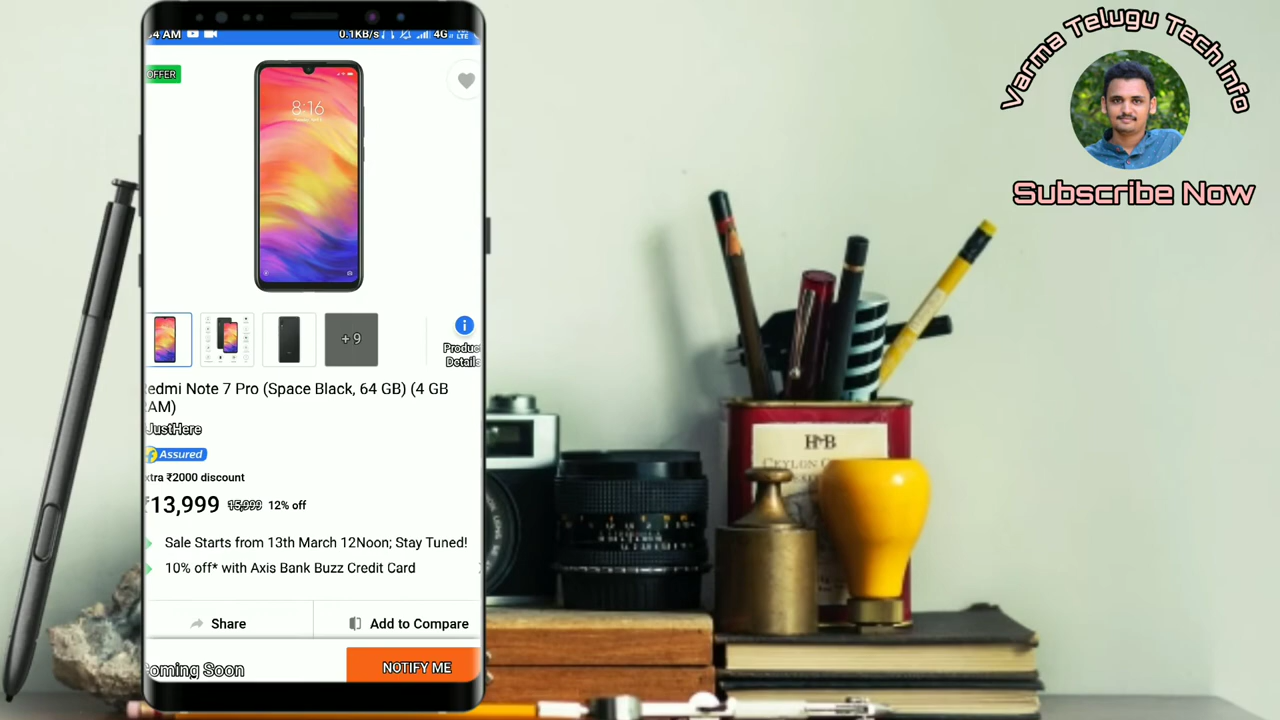 4 AM
0.1KB/s
4G
LTE
OFFER
8:16
+ 9
i
Produc
Details
edmi Note 7 Pro (Space Black, 64 GB) (4 GB
AM)
JustHere
Assured
xtra ₹2000 discount
₹13,999 15,999 12% off
Sale Starts from 13th March 12Noon; Stay Tuned!
10% off* with Axis Bank Buzz Credit Card
Share
Add to Compare
Coming Soon
NOTIFY ME
Varma Telugu Tech info
Subscribe Now